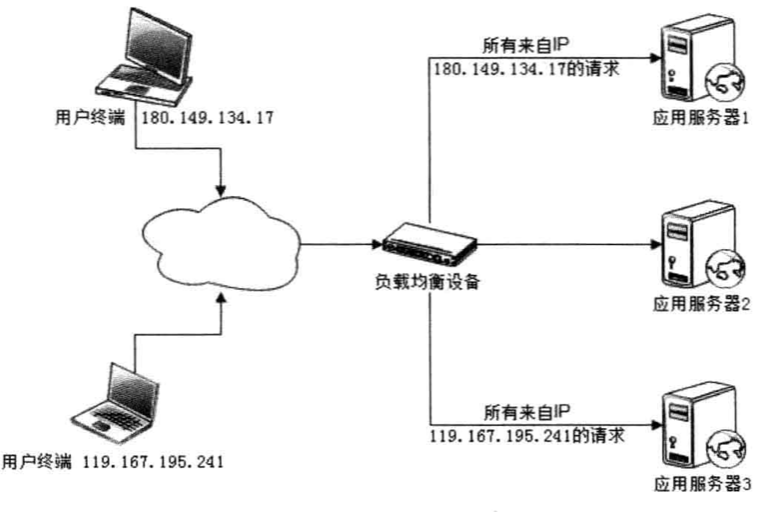 所有来自IP
180.149.134.17的请求
用户终端 180.149.134.17
应用服务器1
负载均衡设备
应用服务器2
所有来自IP
119.167.195.241的请求
用户终端 119.167.195.241
应用服务器3